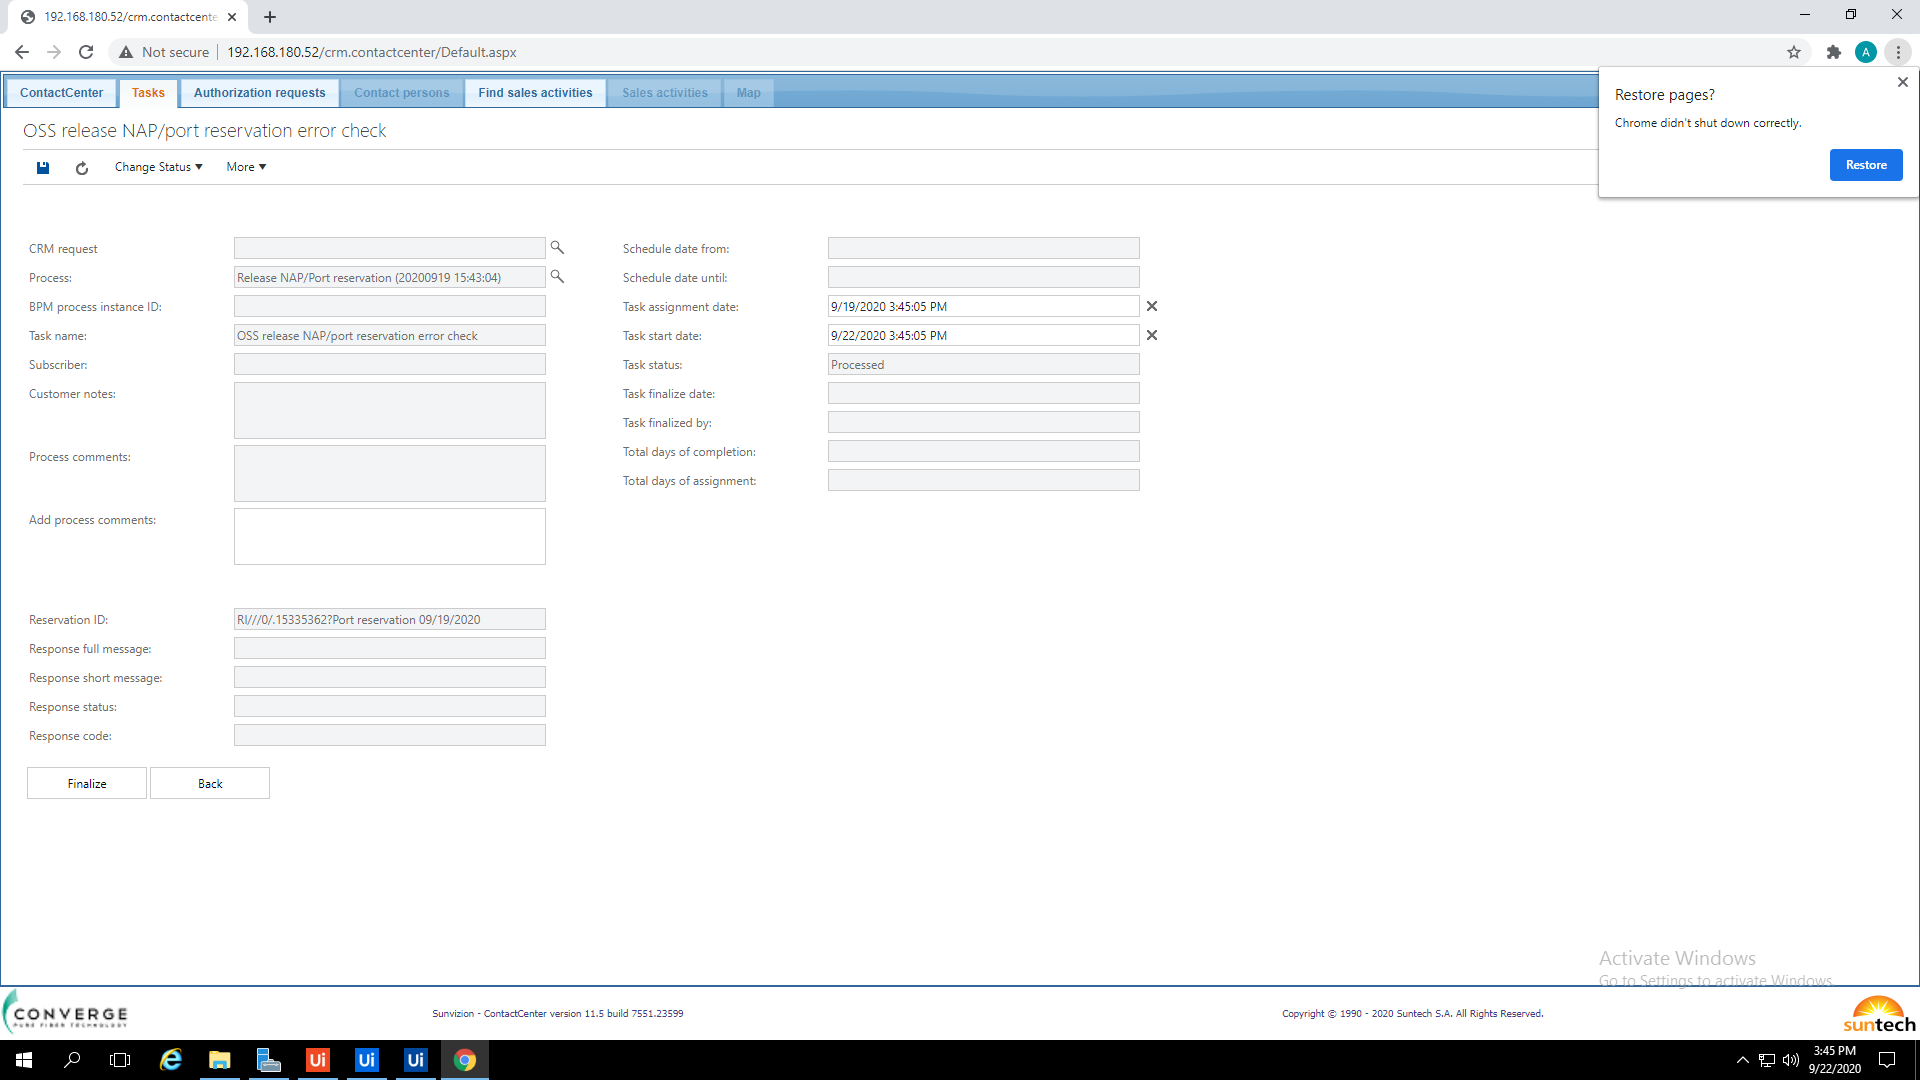 192.168.180.52/crm.contactcente
Not secure
192.168.180.52/crm.contactcenter/Default.aspx
A
ContactCenter
Tasks
Authorization requests
Contact persons
Find sales activities
Sales activities
Map
Restore pages?
Chrome didn't shut down correctly.
Restore
OSS release NAP/port reservation error check
Change Status ▼
More ▼
CRM request
Process:
Release NAP/Port reservation (20200919 15:43:04)
BPM process instance ID:
Task name:
OSS release NAP/port reservation error check
Subscriber:
Customer notes:
Process comments:
Add process comments:
Schedule date from:
Schedule date until:
Task assignment date:
9/19/2020 3:45:05 PM
Task start date:
9/22/2020 3:45:05 PM
Task status:
Processed
Task finalize date:
Task finalized by:
Total days of completion:
Total days of assignment:
Reservation ID:
RI///0/.15335362?Port reservation 09/19/2020
Response full message:
Response short message:
Response status:
Response code:
Finalize
Back
Activate Windows
Go to Settings to activate Windows.
CONVERGE
PURE FIBER TECHNOLOGY
Sunvizion - ContactCenter version 11.5 build 7551.23599
Copyright © 1990 - 2020 Suntech S.A. All Rights Reserved.
suntech
Ui
Ui
Ui
3:45 PM
9/22/2020